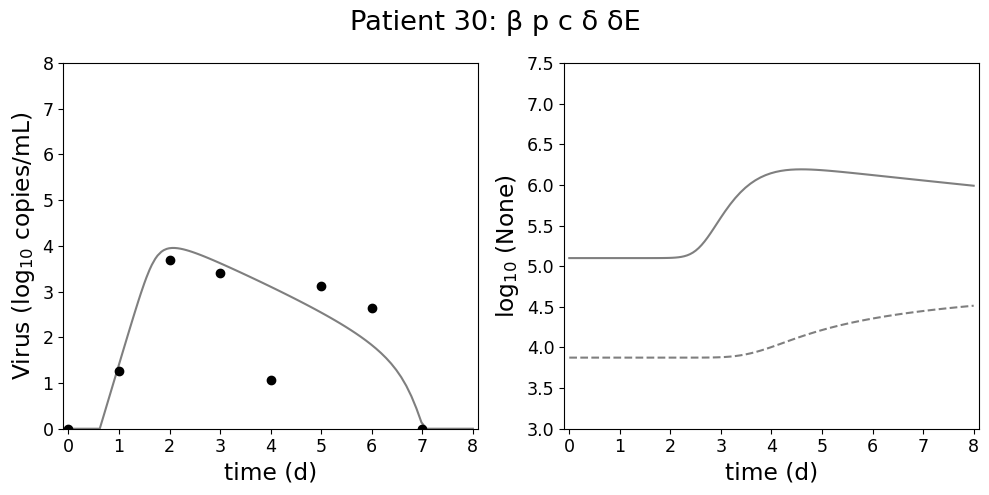 Patient 30: β p c δ δE
Virus (log₁₀ copies/mL)
8
7
6
5
4
3
2
1
0
0 1 2 3 4 5 6 7 8
time (d)
log₁₀ (None)
7.5
7.0
6.5
6.0
5.5
5.0
4.5
4.0
3.5
3.0
0 1 2 3 4 5 6 7 8
time (d)